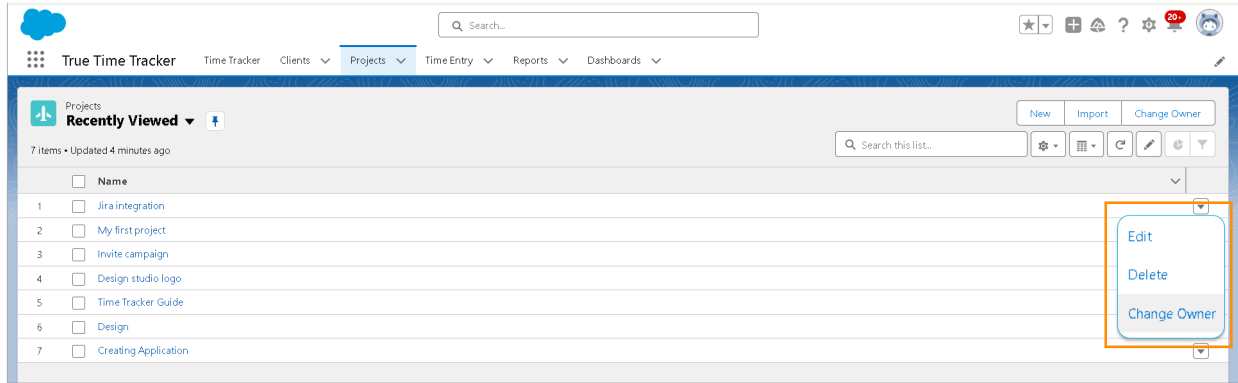 Search...
20+
True Time Tracker Time Tracker Clients Projects Time Entry Reports Dashboards
Projects
Recently Viewed
New Import Change Owner
7 items • Updated 4 minutes ago
Search this list...
Name
1 Jira integration
2 My first project
3 Invite campaign
4 Design studio logo
5 Time Tracker Guide
6 Design
7 Creating Application
Edit
Delete
Change Owner